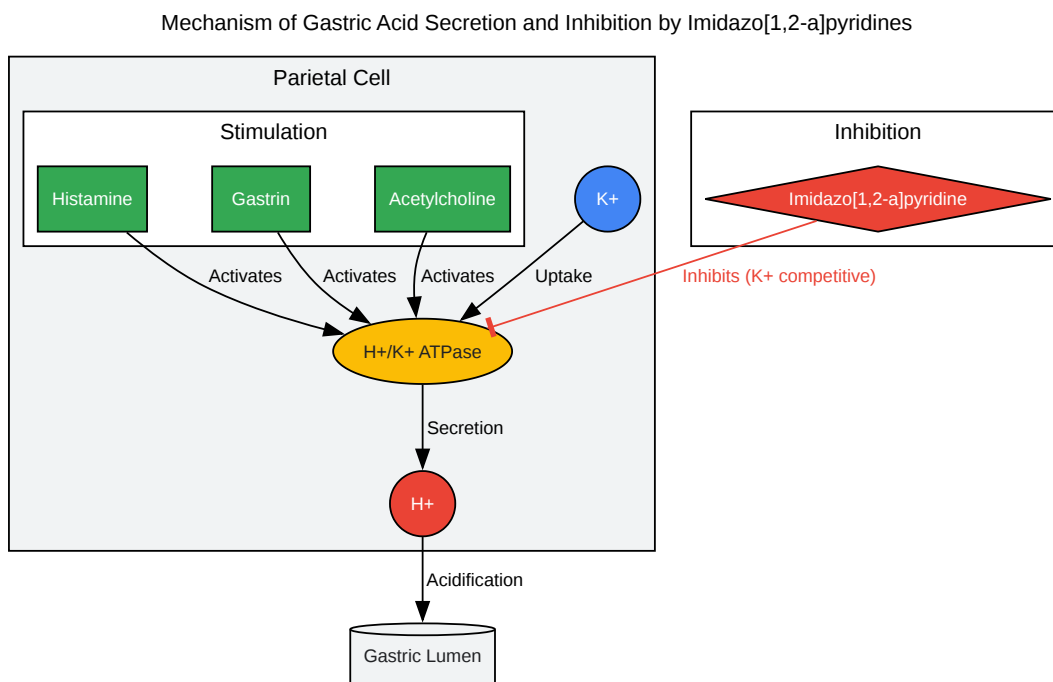 Mechanism of Gastric Acid Secretion and Inhibition by Imidazo[1,2-a]pyridines
Parietal Cell
Stimulation
Inhibition
Histamine
Gastrin
Acetylcholine
K+
Imidazo[1,2-a]pyridine
Activates
Activates
Activates
Uptake
Inhibits (K+ competitive)
H+/K+ ATPase
Secretion
H+
Acidification
Gastric Lumen